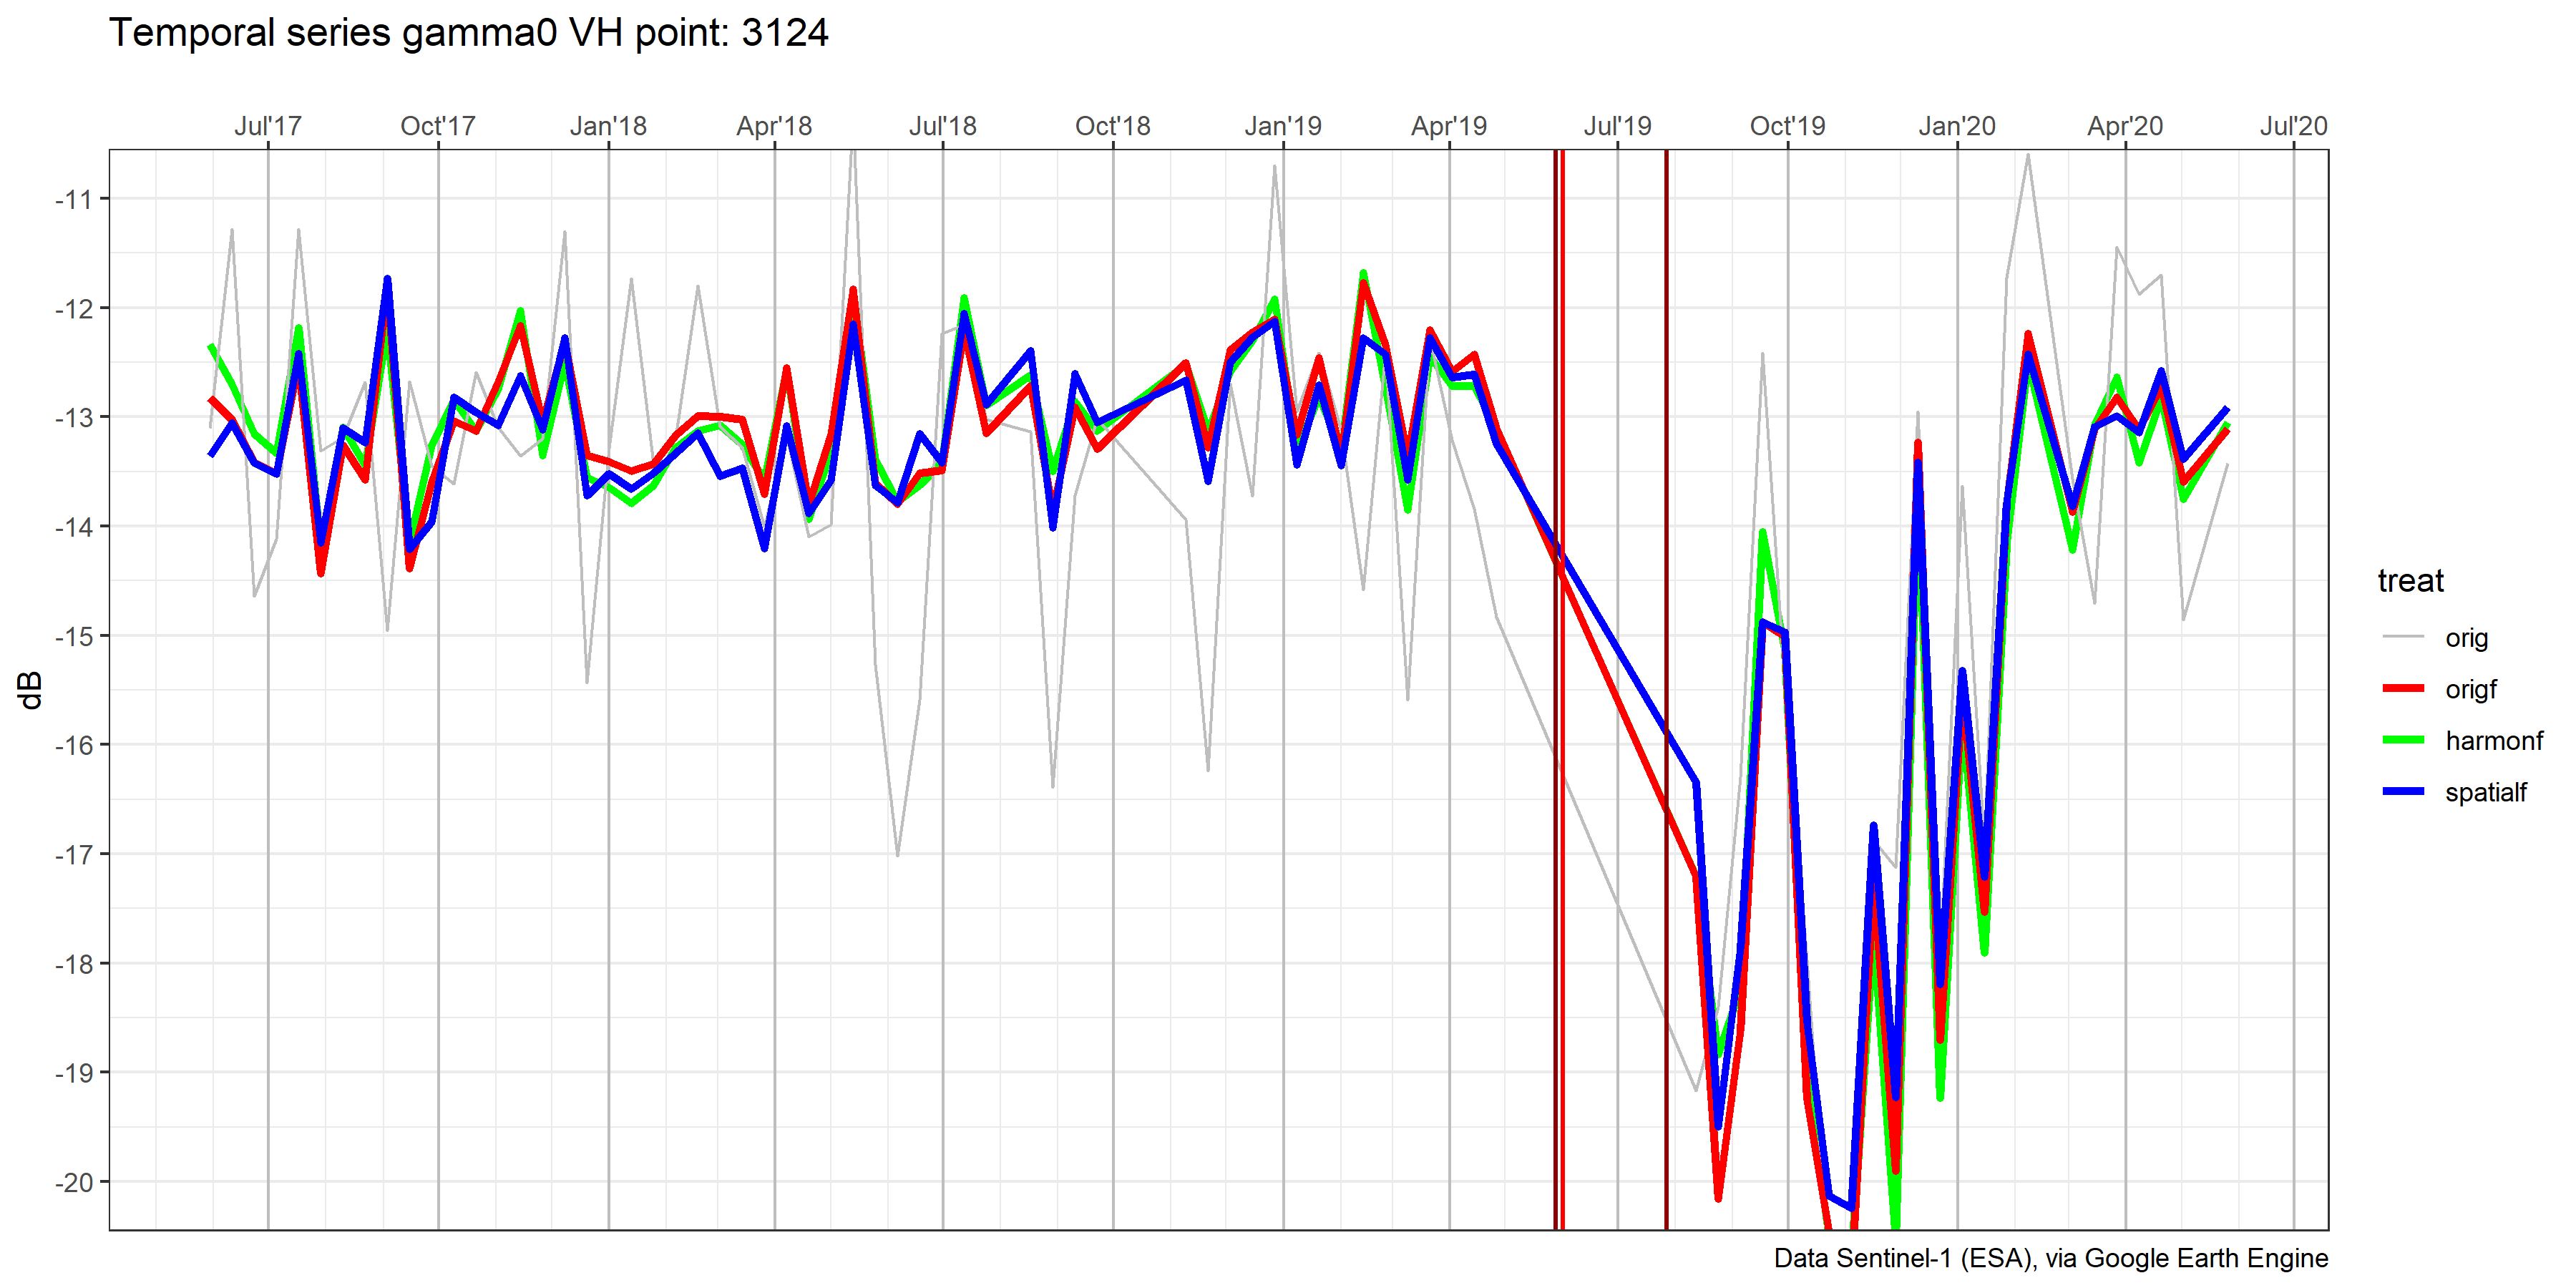 Temporal series gamma0 VH point: 3124
Jul'17 Oct'17 Jan'18 Apr'18 Jul'18 Oct'18 Jan'19 Apr'19 Jul'19 Oct'19 Jan'20 Apr'20 Jul'20
-11
-12
-13
-14
-15
-16
-17
-18
-19
-20
dB
treat
orig
origf
harmonf
spatialf
Data Sentinel-1 (ESA), via Google Earth Engine